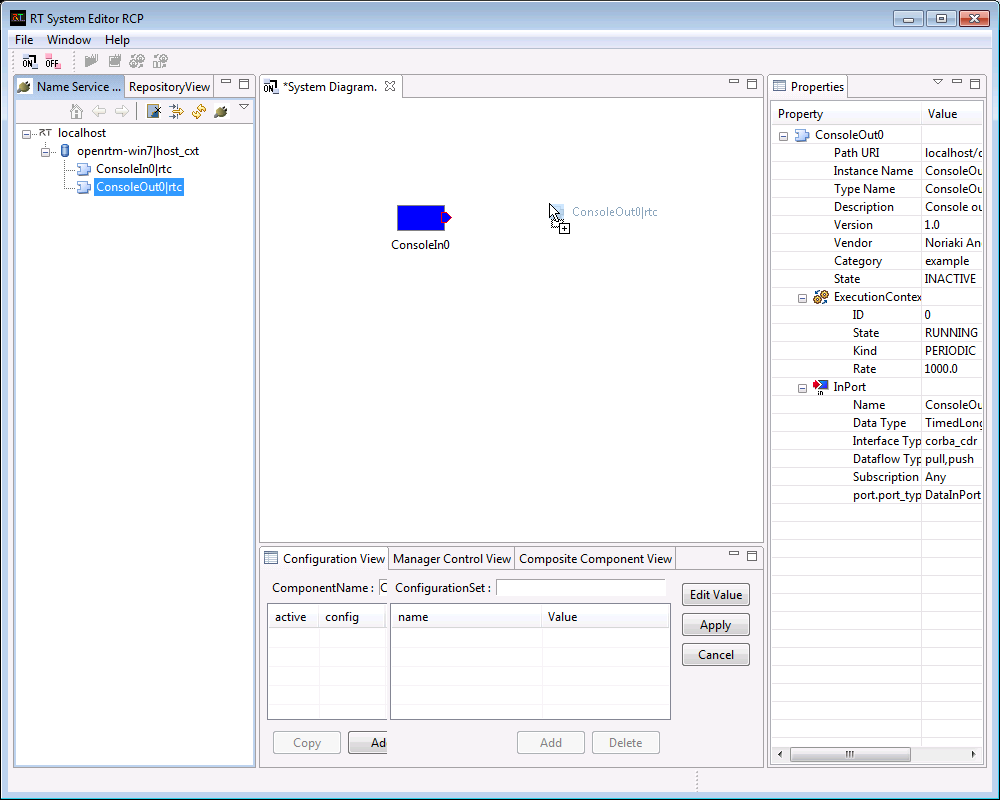 RT System Editor RCP
File Window Help
ON OFF
Name Service ... RepositoryView
localhost
openrtm-win7|host_cxt
ConsoleIn0|rtc
ConsoleOut0|rtc
*System Diagram.
ConsoleIn0
ConsoleOut0|rtc
Configuration View Manager Control View Composite Component View
ComponentName : C ConfigurationSet :
active config name Value
Edit Value
Apply
Cancel
Copy Ad Add Delete
Properties
Property Value
ConsoleOut0
Path URI localhost/o
Instance Name ConsoleOu
Type Name ConsoleOu
Description Console ou
Version 1.0
Vendor Noriaki An
Category example
State INACTIVE
ExecutionContex
ID 0
State RUNNING
Kind PERIODIC
Rate 1000.0
InPort
Name ConsoleOu
Data Type TimedLong
Interface Typ corba_cdr
Dataflow Typ pull,push
Subscription Any
port.port_typ DataInPort